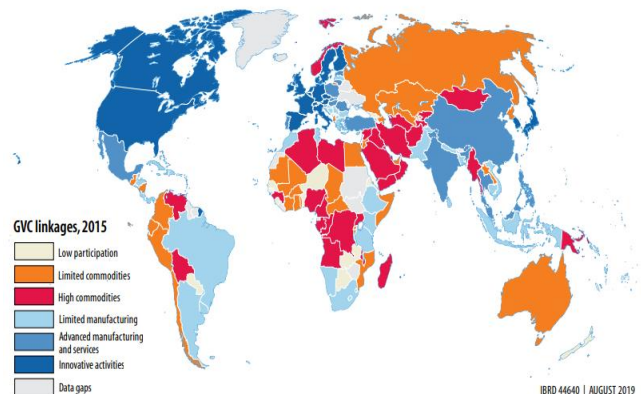 GVC linkages, 2015
Low participation
Limited commodities
High commodities
Limited manufacturing
Advanced manufacturing
and services
Innovative activities
Data gaps
IBRD 44640 | AUGUST 2019